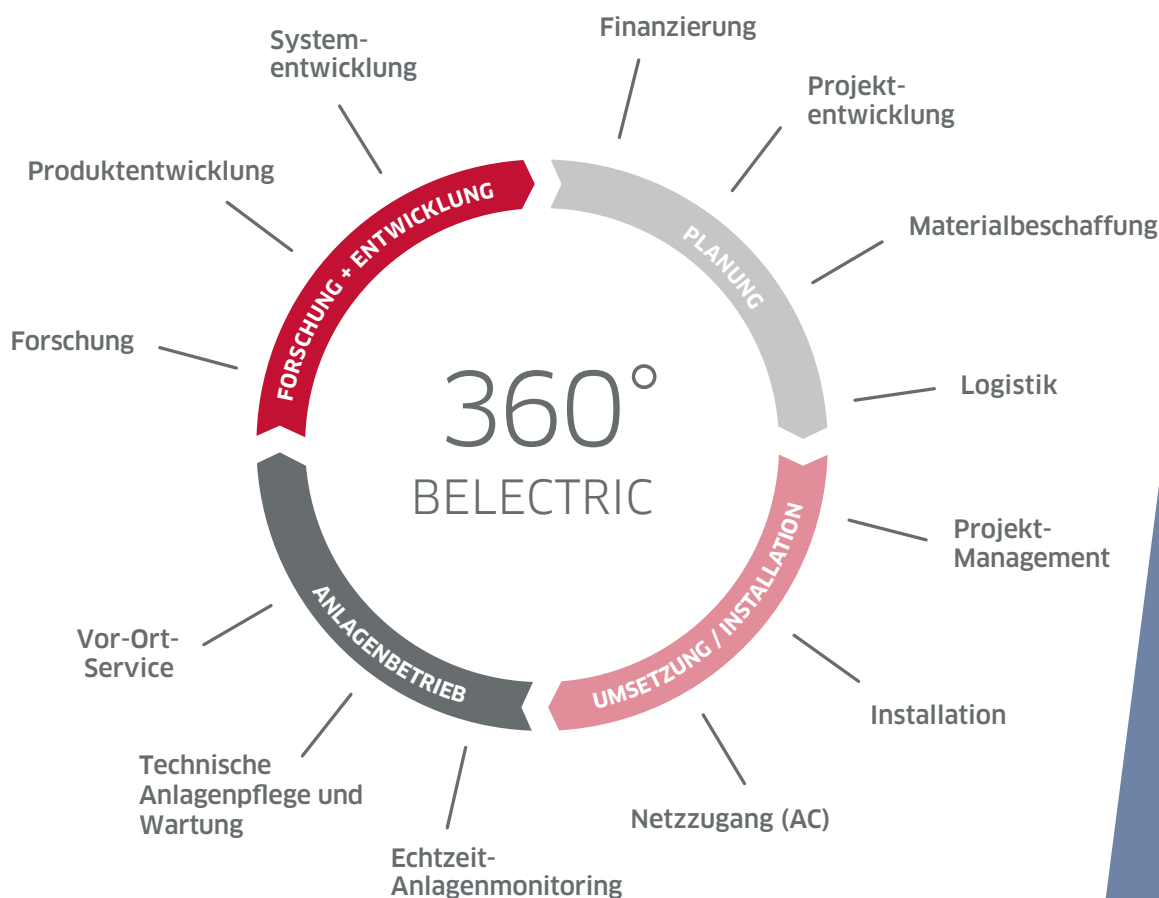 360°
BELECTRIC
FORSCHUNG + ENTWICKLUNG
Forschung
Produktentwicklung
System-
entwicklung
PLANUNG
Finanzierung
Projekt-
entwicklung
Materialbeschaffung
Logistik
UMSETZUNG / INSTALLATION
Projekt-
Management
Installation
Netzzugang (AC)
ANLAGENBETRIEB
Echtzeit-
Anlagenmonitoring
Technische
Anlagenpflege und
Wartung
Vor-Ort-
Service